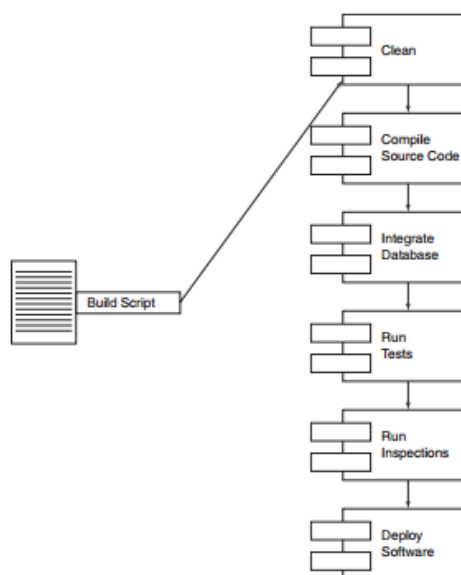 Clean
Compile
Source Code
Integrate
Database
Build Script
Run
Tests
Run
Inspections
Deploy
Software